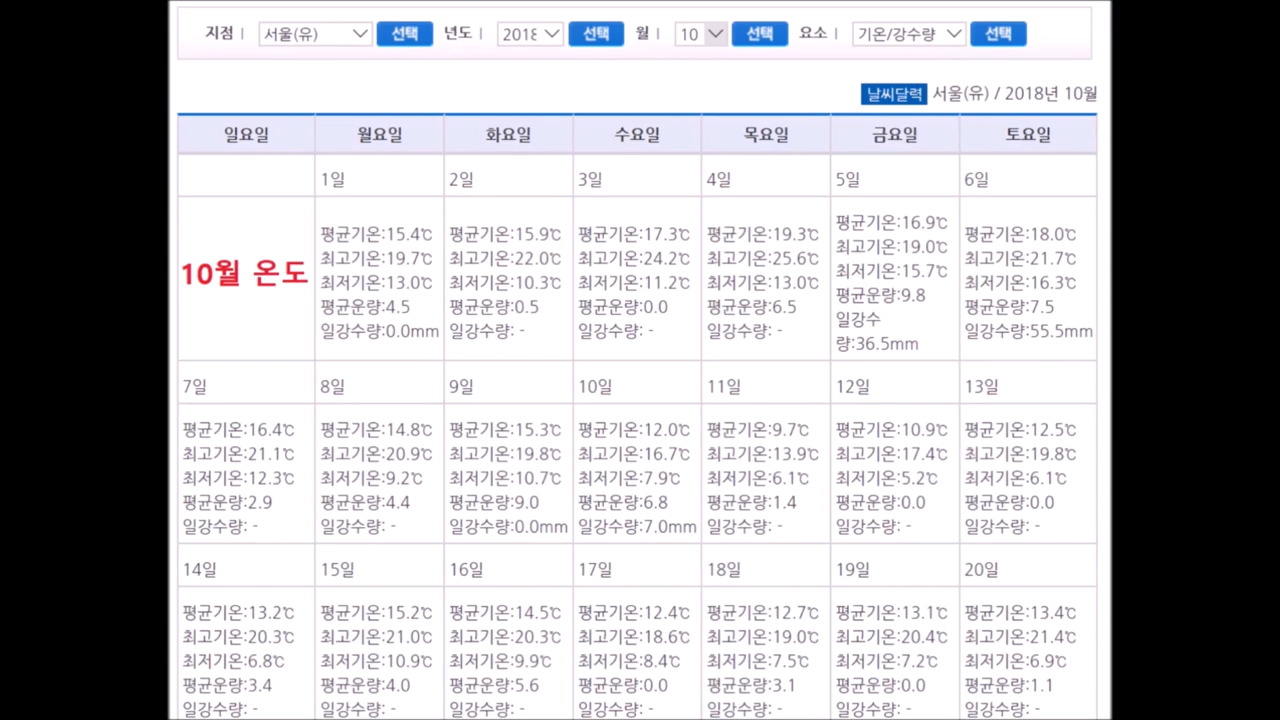 지점 | 서울(유) 선택 년도 | 2018 선택 월 | 10 선택 요소 | 기온/강수량 선택
날씨달력 서울(유) / 2018년 10월
일요일 월요일 화요일 수요일 목요일 금요일 토요일
1일 2일 3일 4일 5일 6일
10월 온도
평균기온:15.4℃
최고기온:19.7℃
최저기온:13.0℃
평균운량:4.5
일강수량:0.0mm
평균기온:15.9℃
최고기온:22.0℃
최저기온:10.3℃
평균운량:0.5
일강수량: -
평균기온:17.3℃
최고기온:24.2℃
최저기온:11.2℃
평균운량:0.0
일강수량: -
평균기온:19.3℃
최고기온:25.6℃
최저기온:13.0℃
평균운량:6.5
일강수량: -
평균기온:16.9℃
최고기온:19.0℃
최저기온:15.7℃
평균운량:9.8
일강수
량:36.5mm
평균기온:18.0℃
최고기온:21.7℃
최저기온:16.3℃
평균운량:7.5
일강수량:55.5mm
7일 8일 9일 10일 11일 12일 13일
평균기온:16.4℃
최고기온:21.1℃
최저기온:12.3℃
평균운량:2.9
일강수량: -
평균기온:14.8℃
최고기온:20.9℃
최저기온:9.2℃
평균운량:4.4
일강수량: -
평균기온:15.3℃
최고기온:19.8℃
최저기온:10.7℃
평균운량:9.0
일강수량:0.0mm
평균기온:12.0℃
최고기온:16.7℃
최저기온:7.9℃
평균운량:6.8
일강수량:7.0mm
평균기온:9.7℃
최고기온:13.9℃
최저기온:6.1℃
평균운량:1.4
일강수량: -
평균기온:10.9℃
최고기온:17.4℃
최저기온:5.2℃
평균운량:0.0
일강수량: -
평균기온:12.5℃
최고기온:19.8℃
최저기온:6.1℃
평균운량:0.0
일강수량: -
14일 15일 16일 17일 18일 19일 20일
평균기온:13.2℃
최고기온:20.3℃
최저기온:6.8℃
평균운량:3.4
일강수량: -
평균기온:15.2℃
최고기온:21.0℃
최저기온:10.9℃
평균운량:4.0
일강수량: -
평균기온:14.5℃
최고기온:20.3℃
최저기온:9.9℃
평균운량:5.6
일강수량: -
평균기온:12.4℃
최고기온:18.6℃
최저기온:8.4℃
평균운량:0.0
일강수량: -
평균기온:12.7℃
최고기온:19.0℃
최저기온:7.5℃
평균운량:3.1
일강수량: -
평균기온:13.1℃
최고기온:20.4℃
최저기온:7.2℃
평균운량:0.0
일강수량: -
평균기온:13.4℃
최고기온:21.4℃
최저기온:6.9℃
평균운량:1.1
일강수량: -